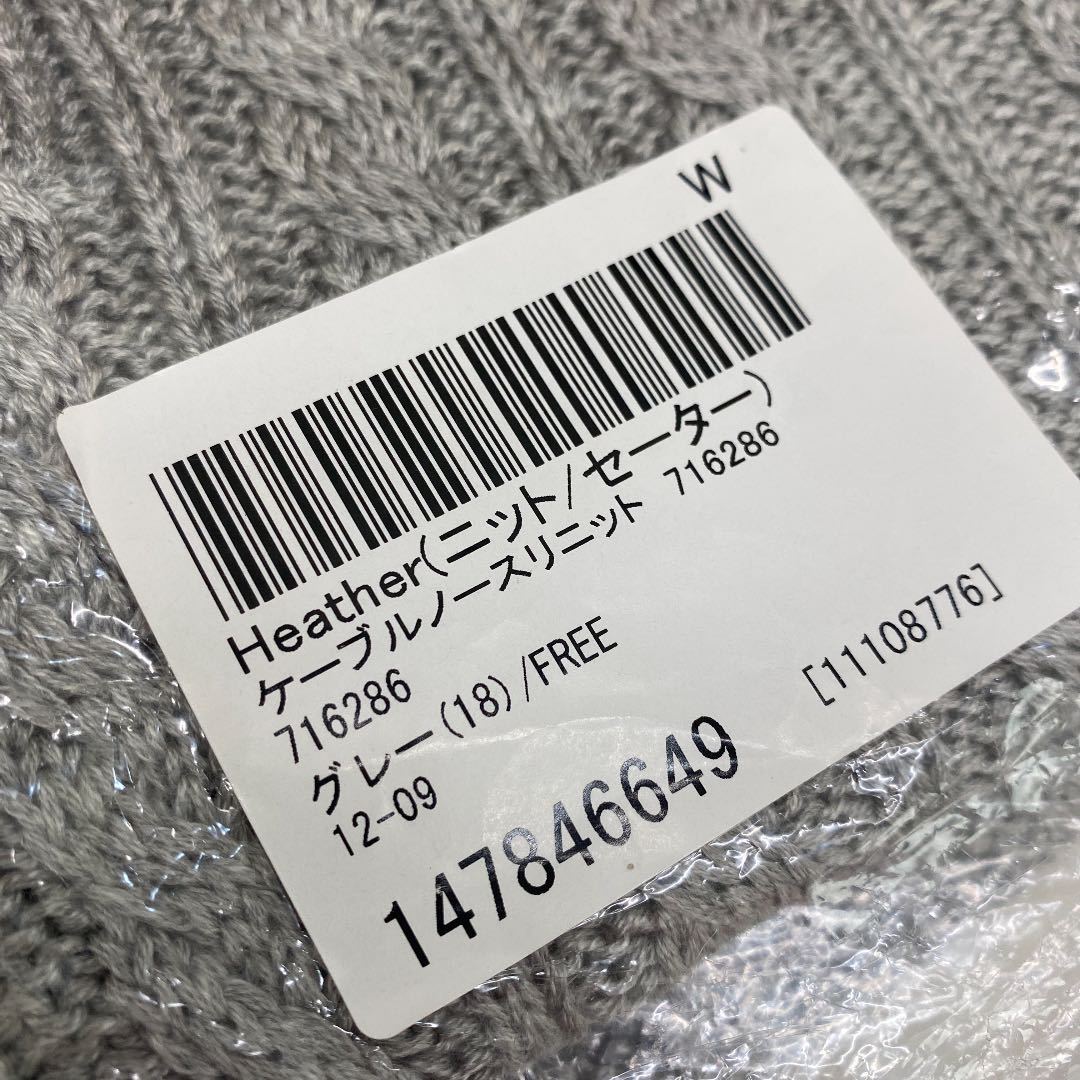 W
Heather(ニット/セーター)
ケーブルノースリニット 716286
716286
グレー(18)/FREE
12-09
[11108776]
147846649